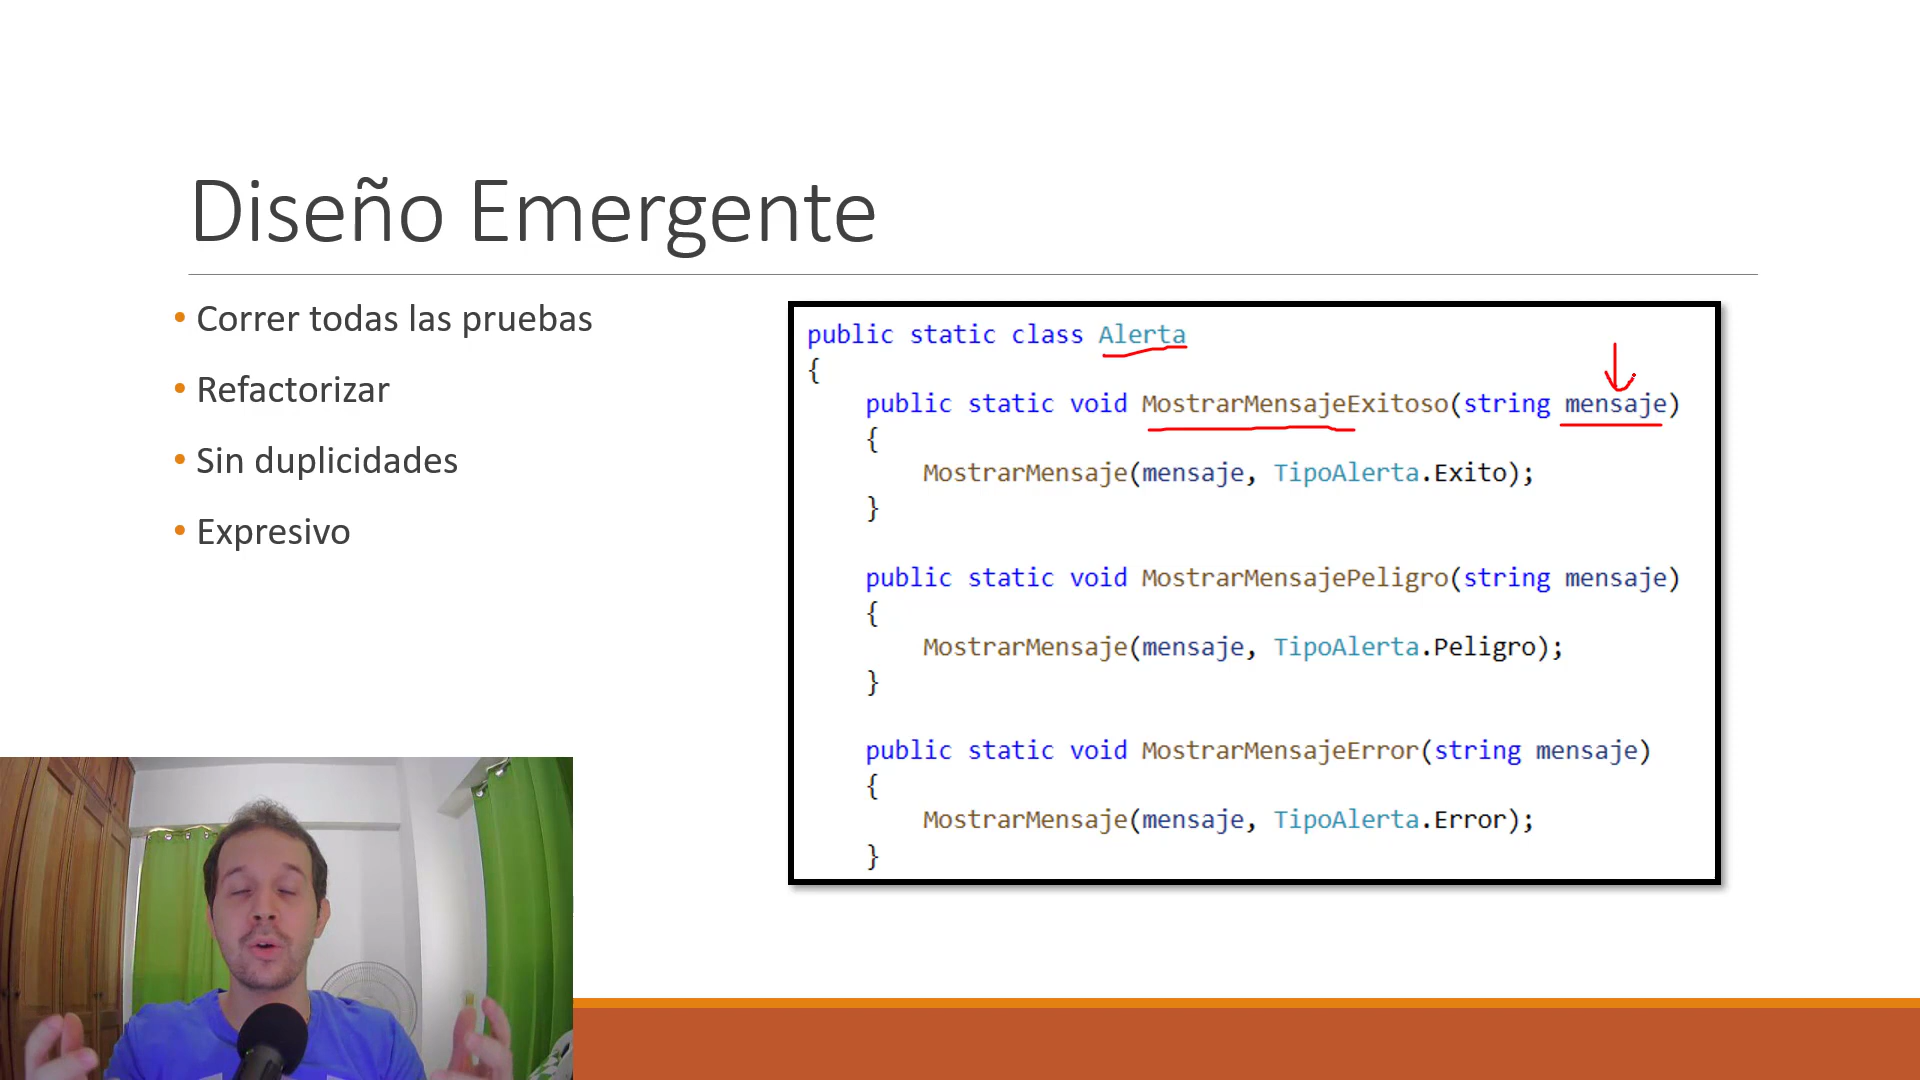 Diseño Emergente
• Correr todas las pruebas
• Refactorizar
• Sin duplicidades
• Expresivo
public static class Alerta
{
public static void MostrarMensajeExitoso(string mensaje)
{
MostrarMensaje(mensaje, TipoAlerta.Exito);
}
public static void MostrarMensajePeligro(string mensaje)
{
MostrarMensaje(mensaje, TipoAlerta.Peligro);
}
public static void MostrarMensajeError(string mensaje)
{
MostrarMensaje(mensaje, TipoAlerta.Error);
}